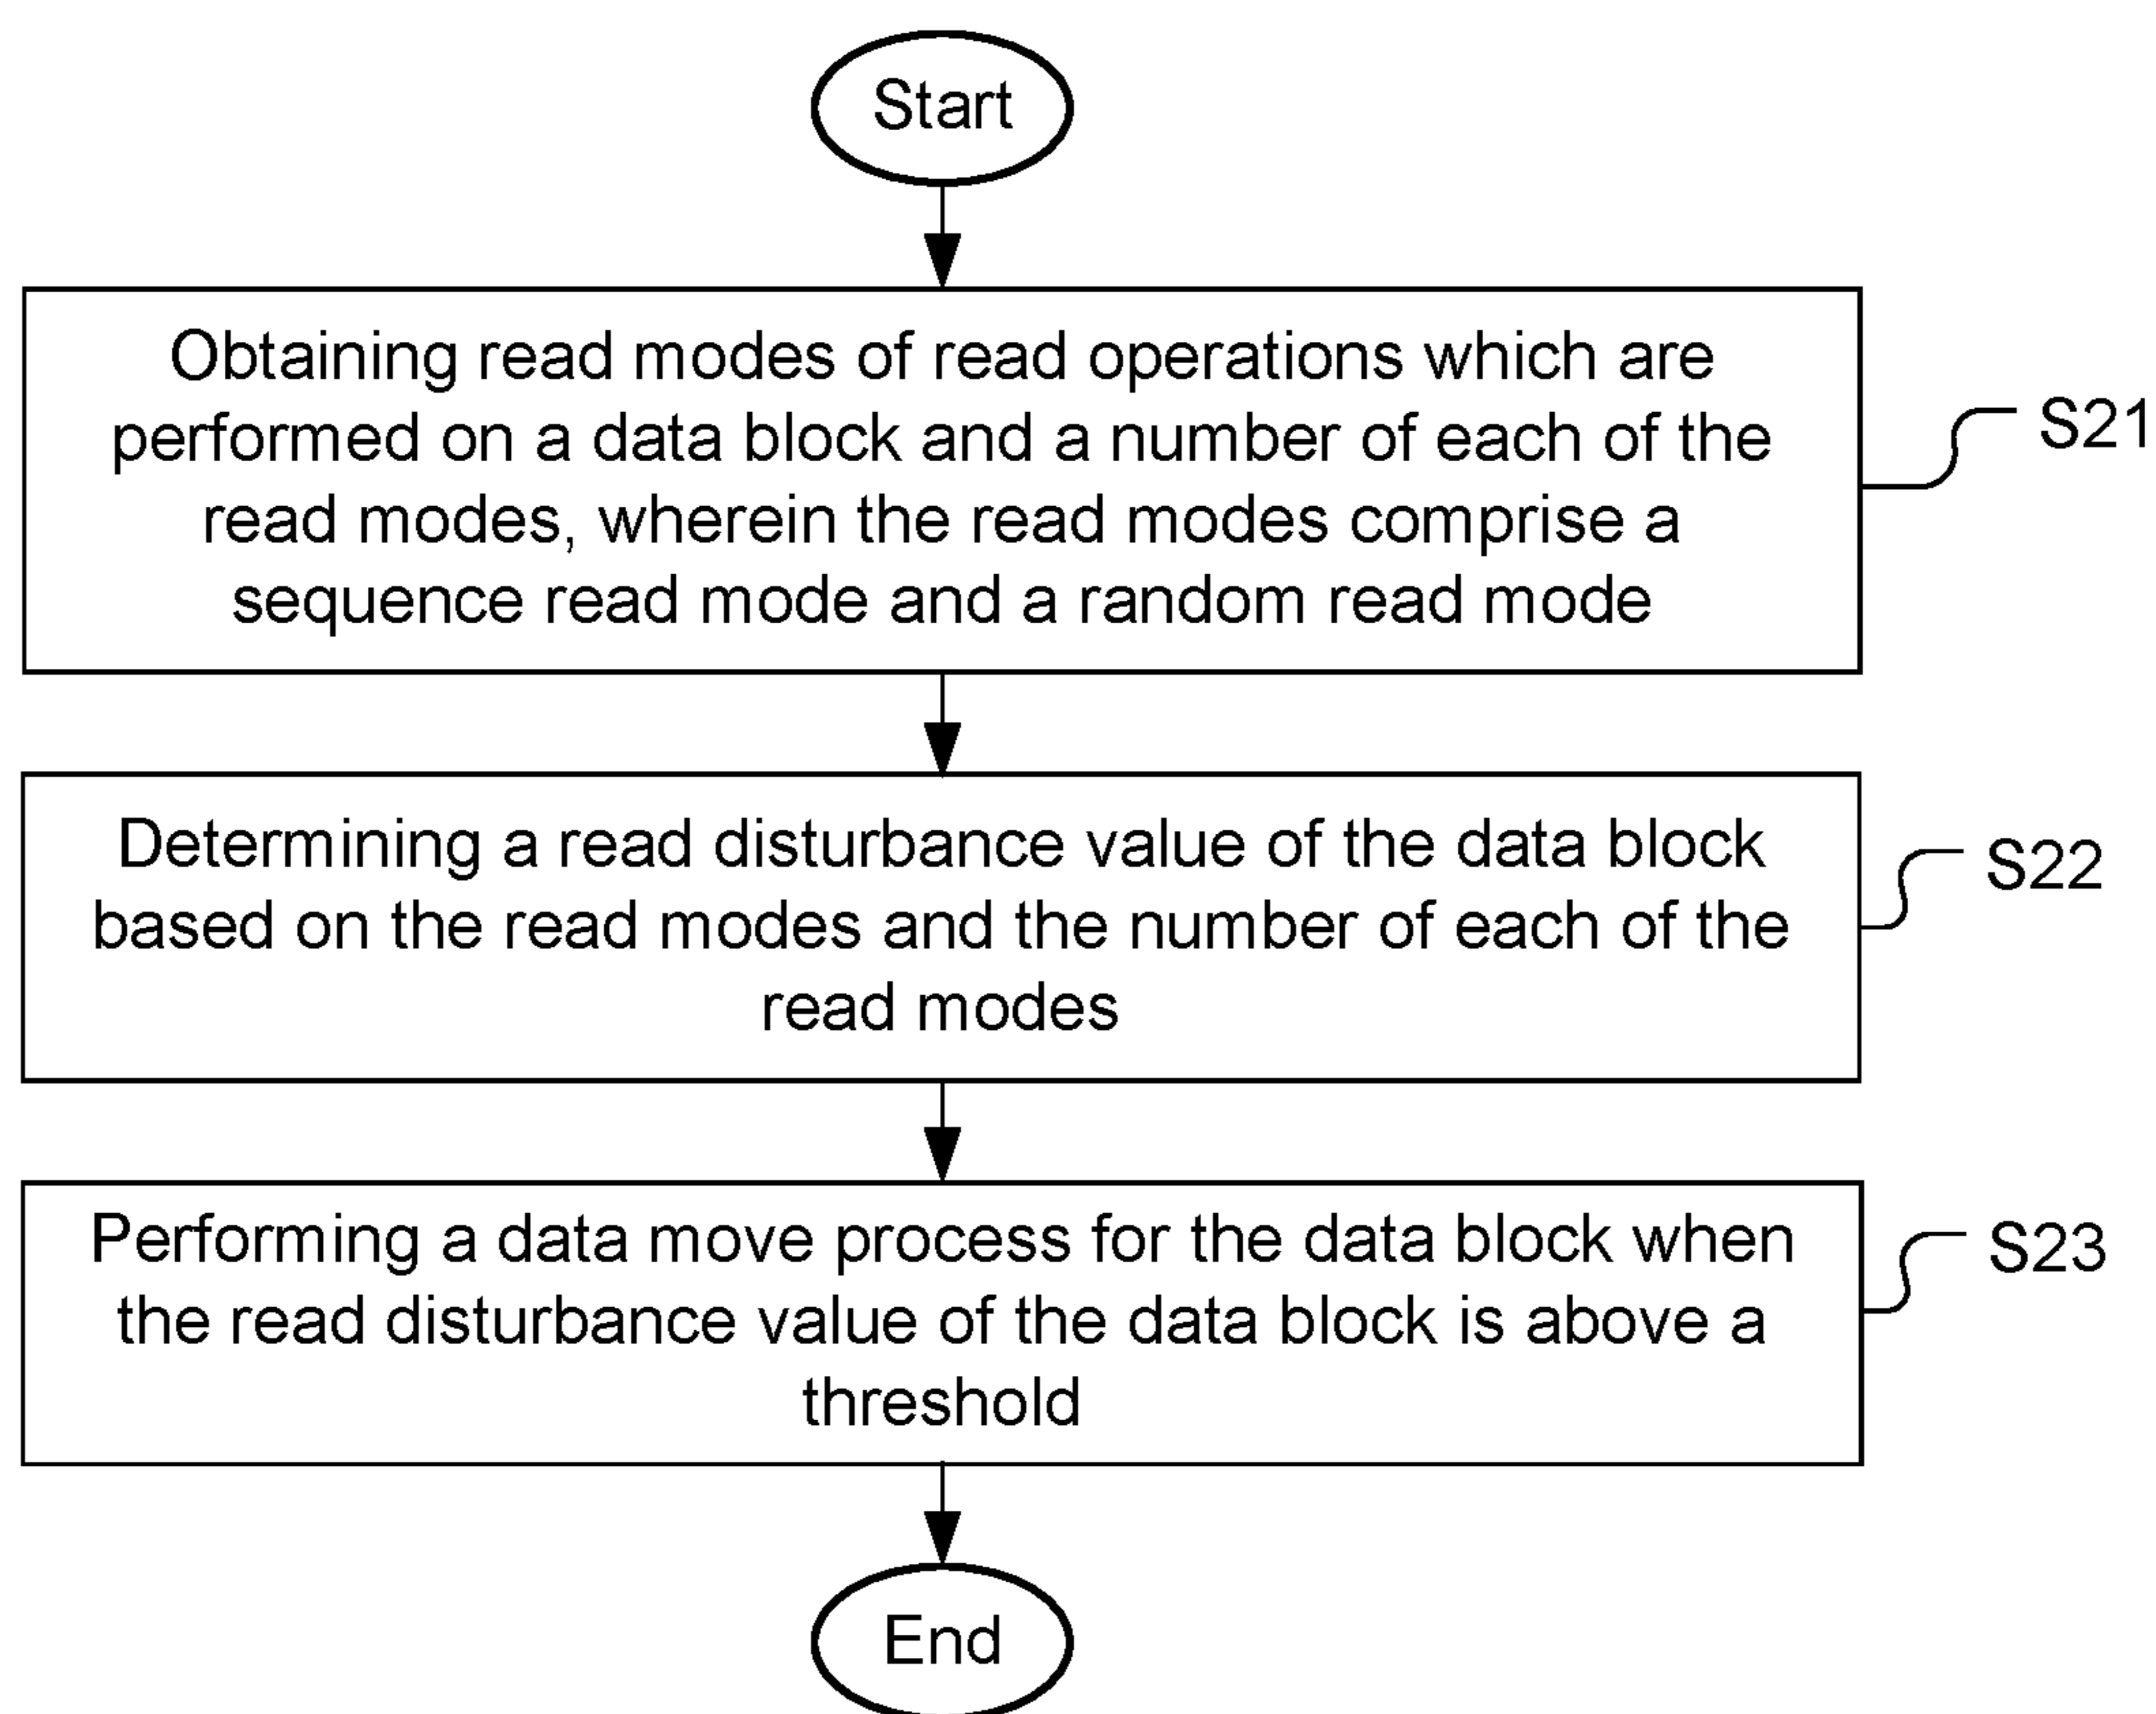 Start
Obtaining read modes of read operations which are
performed on a data block and a number of each of the
read modes, wherein the read modes comprise a
sequence read mode and a random read mode
S21
Determining a read disturbance value of the data block
based on the read modes and the number of each of the
read modes
S22
Performing a data move process for the data block when
the read disturbance value of the data block is above a
threshold
S23
End